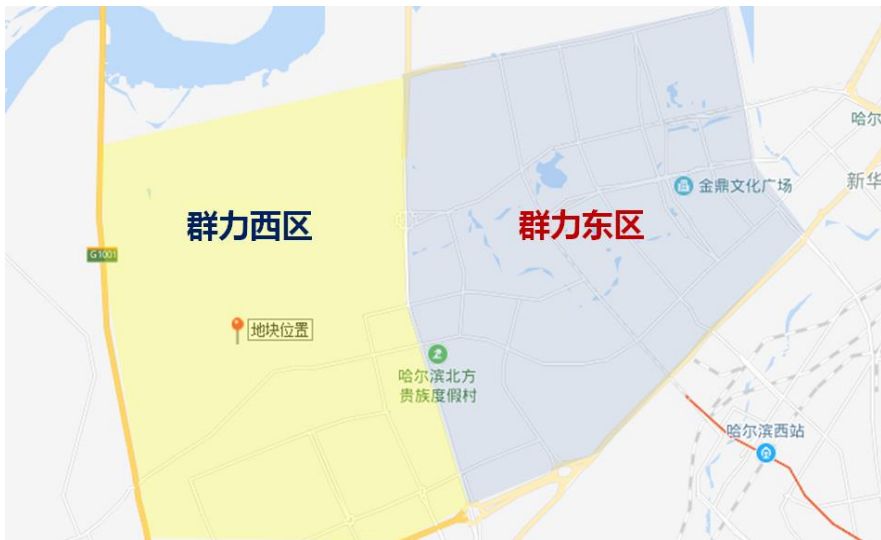 哈尔
金鼎文化广场
新华
群力西区
群力东区
G1001
地块位置
哈尔滨北方
贵族度假村
哈尔滨西站